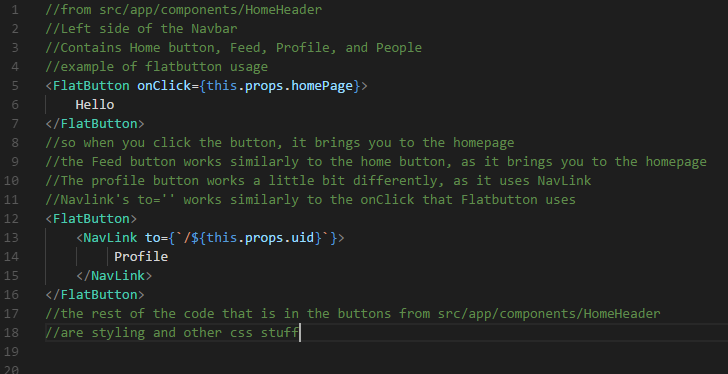 1 //from src/app/components/HomeHeader
2 //Left side of the Navbar
3 //Contains Home button, Feed, Profile, and People
4 //example of flatbutton usage
5 <FlatButton onClick={this.props.homePage}>
6     Hello
7 </FlatButton>
8 //so when you click the button, it brings you to the homepage
9 //the Feed button works similarly to the home button, as it brings you to the homepage
10 //The profile button works a little bit differently, as it uses NavLink
11 //Navlink's to='' works similarly to the onClick that Flatbutton uses
12 <FlatButton>
13     <NavLink to={`/${this.props.uid}`}>
14         Profile
15     </NavLink>
16 </FlatButton>
17 //the rest of the code that is in the buttons from src/app/components/HomeHeader
18 //are styling and other css stuff
19
20